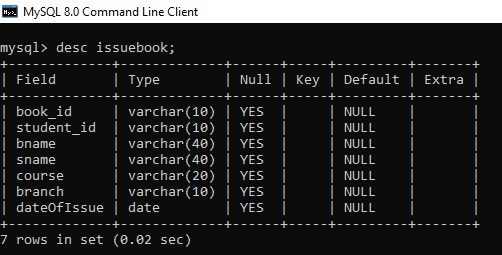 MySQL 8.0 Command Line Client
mysql> desc issuebook;
+-------------+-------------+------+-----+---------+-------+
| Field       | Type        | Null | Key | Default | Extra |
+-------------+-------------+------+-----+---------+-------+
| book_id     | varchar(10) | YES  |     | NULL    |       |
| student_id  | varchar(10) | YES  |     | NULL    |       |
| bname       | varchar(40) | YES  |     | NULL    |       |
| sname       | varchar(40) | YES  |     | NULL    |       |
| course      | varchar(20) | YES  |     | NULL    |       |
| branch      | varchar(10) | YES  |     | NULL    |       |
| dateOfIssue | date        | YES  |     | NULL    |       |
+-------------+-------------+------+-----+---------+-------+
7 rows in set (0.02 sec)